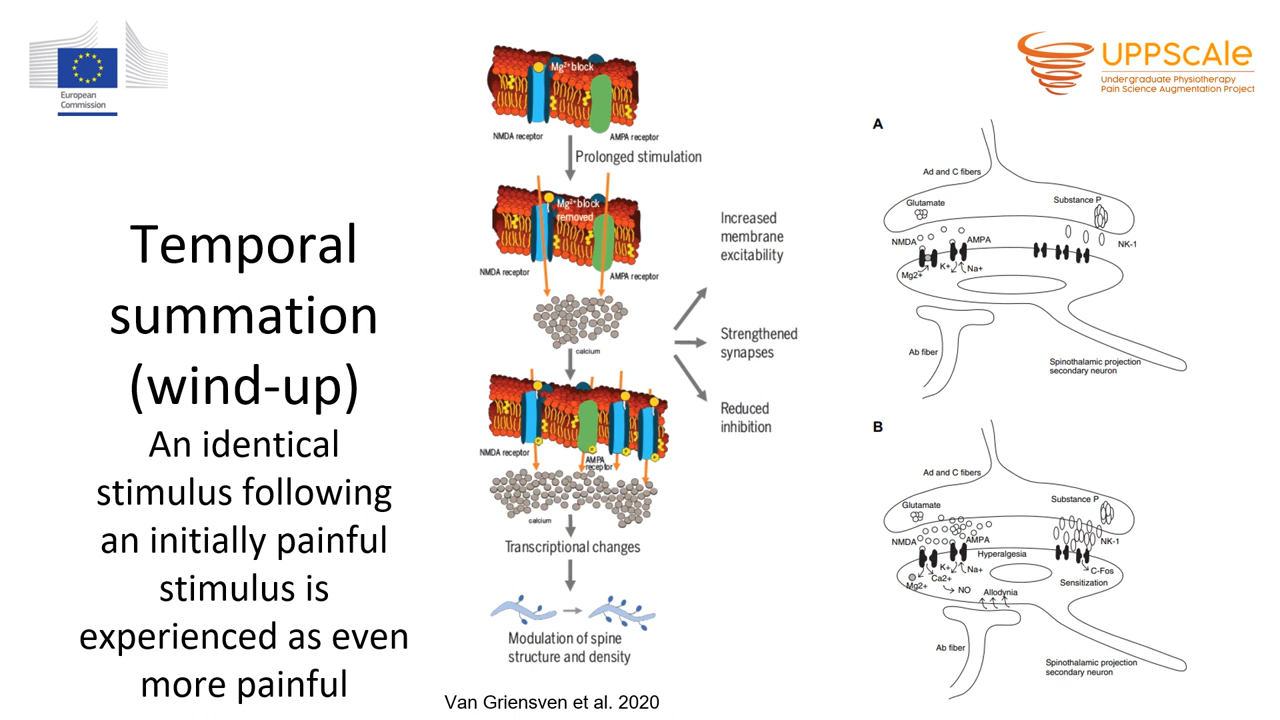 European
Commission
UPPScale
Undergraduate Physiotherapy
Pain Science Augmentation Project
Temporal
summation
(wind-up)
An identical
stimulus following
an initially painful
stimulus is
experienced as even
more painful
Mg²⁺block
NMDA receptor
AMPA receptor
Prolonged stimulation
Mg²⁺block
removed
NMDA receptor
AMPA receptor
calcium
Increased
membrane
excitability
Strengthened
synapses
Reduced
inhibition
NMDA receptor
AMPA
receptor
calcium
Transcriptional changes
Modulation of spine
structure and density
Van Griensven et al. 2020
A
Ad and C fibers
Glutamate
Substance P
NMDA
AMPA
NK-1
Mg2+
K+
Na+
Ab fiber
Spinothalamic projection
secondary neuron
B
Ad and C fibers
Glutamate
Substance P
NMDA
AMPA
NK-1
Hyperalgesia
K+
Na+
C-Fos
Ca2+
Mg2+
Sensitization
NO
Allodynia
Ab fiber
Spinothalamic projection
secondary neuron